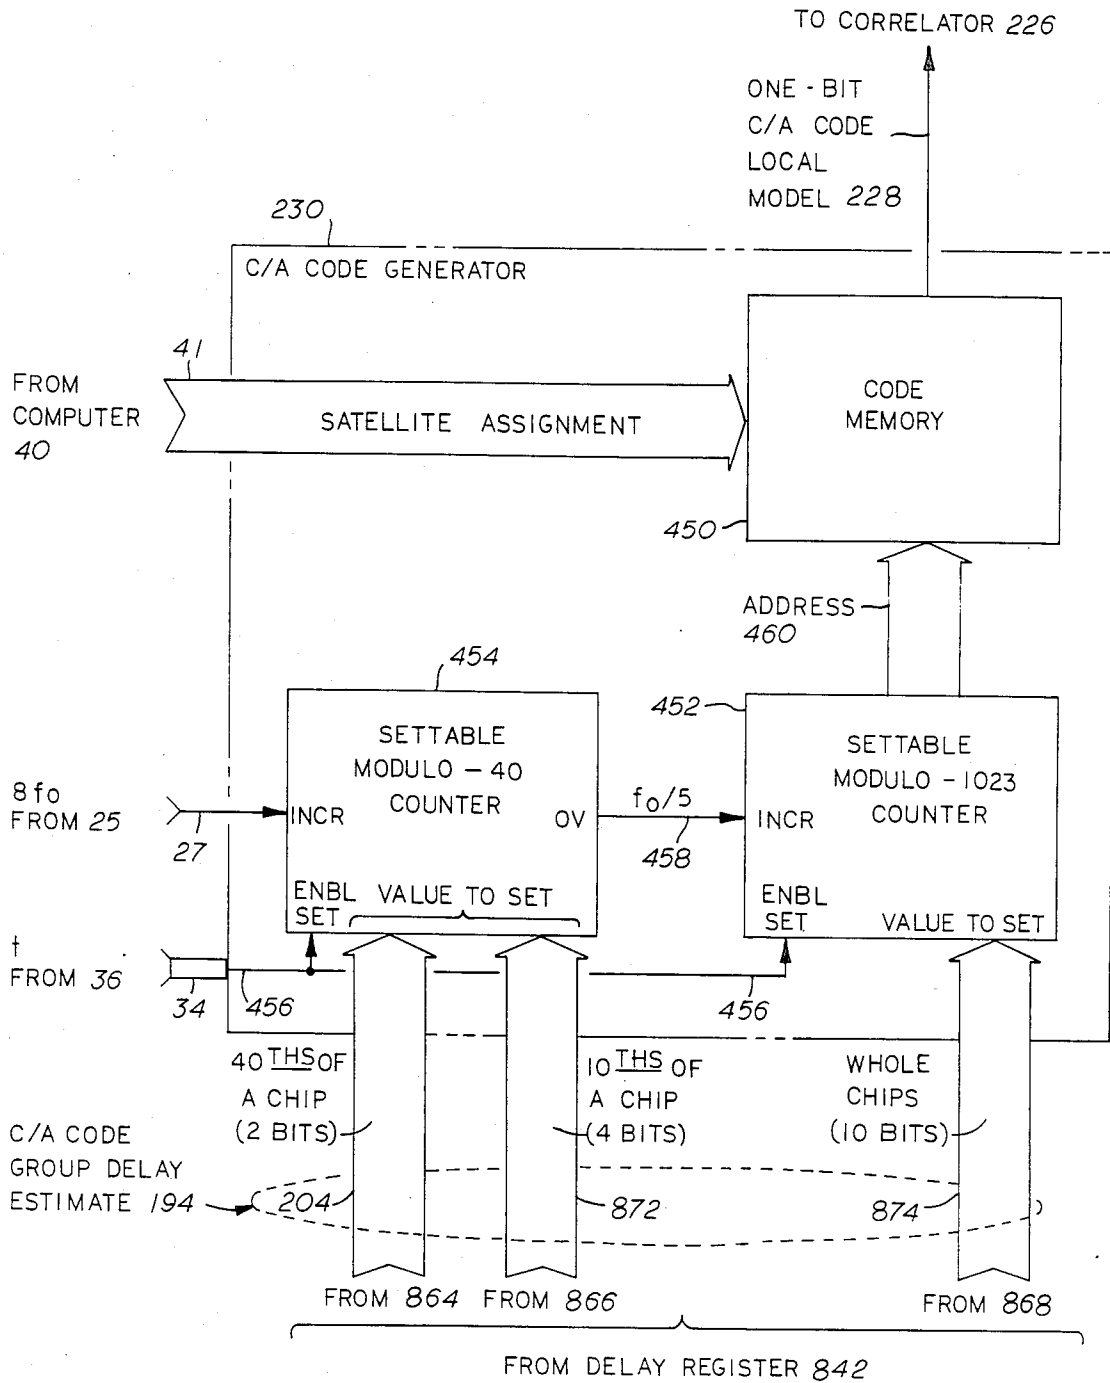 TO CORRELATOR 226
ONE-BIT
C/A CODE
LOCAL
MODEL 228
230
C/A CODE GENERATOR
41
FROM
COMPUTER
40
SATELLITE ASSIGNMENT
CODE
MEMORY
450
ADDRESS
460
454
452
SETTABLE
MODULO-40
COUNTER
SETTABLE
MODULO-1023
COUNTER
8fo
FROM 25
27
INCR
OV
fo/5
458
INCR
ENBL
SET
VALUE TO SET
ENBL
SET
VALUE TO SET
t
FROM 36
34
456
456
40 THS OF
A CHIP
(2 BITS)
10 THS OF
A CHIP
(4 BITS)
WHOLE
CHIPS
(10 BITS)
C/A CODE
GROUP DELAY
ESTIMATE 194
204
872
874
FROM 864
FROM 866
FROM 868
FROM DELAY REGISTER 842